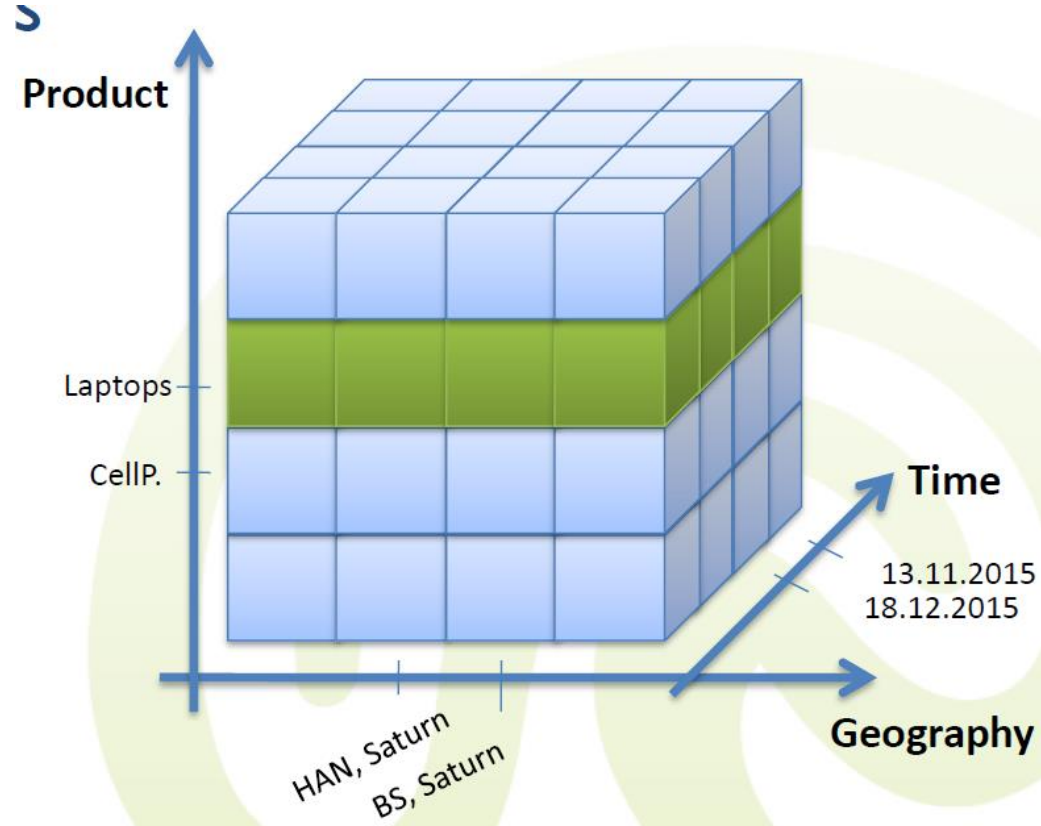 s
Product
Laptops
CellP.
Time
13.11.2015
18.12.2015
HAN, Saturn
BS, Saturn
Geography